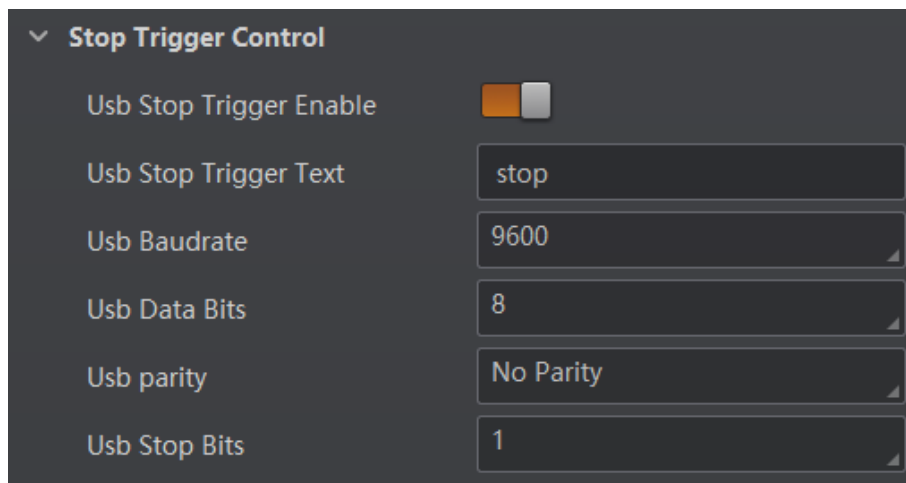 Stop Trigger Control
Usb Stop Trigger Enable
Usb Stop Trigger Text stop
Usb Baudrate 9600
Usb Data Bits 8
Usb parity No Parity
Usb Stop Bits 1